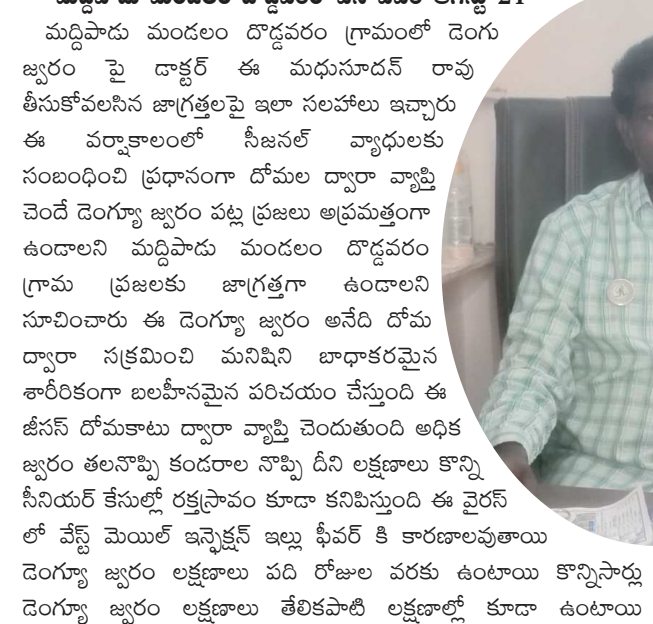 మద్దిపాడు మండలం దొడ్డవరం గ్రామంలో డెంగు
జ్వరం పై డాక్టర్ ఈ మధుసూదన్ రావు
తీసుకోవలసిన జాగ్రత్తలపై ఇలా సలహాలు ఇచ్చారు
ఈ వర్షాకాలంలో సీజనల్ వ్యాధులకు
సంబంధించి ప్రధానంగా దోమల ద్వారా వ్యాప్తి
చెందే డెంగ్యూ జ్వరం పట్ల ప్రజలు అప్రమత్తంగా
ఉండాలని మద్దిపాడు మండలం దొడ్డవరం
గ్రామ ప్రజలకు జాగ్రత్తగా ఉండాలని
సూచించారు ఈ డెంగ్యూ జ్వరం అనేది దోమ
ద్వారా సక్రమించి మనిషిని బాధాకరమైన
శారీరికంగా బలహీనమైన పరిచయం చేస్తుంది ఈ
జీసస్ దోమకాటు ద్వారా వ్యాప్తి చెందుతుంది అధిక
జ్వరం తలనొప్పి కండరాల నొప్పి దీని లక్షణాలు కొన్ని
సీనియర్ కేసుల్లో రక్తస్రావం కూడా కనిపిస్తుంది ఈ వైరస్
లో వేస్ట్ మెయిల్ ఇన్ఫెక్షన్ ఇల్లు ఫీవర్ కి కారణాలవుతాయి
డెంగ్యూ జ్వరం లక్షణాలు పది రోజుల వరకు ఉంటాయి కొన్నిసార్లు
డెంగ్యూ జ్వరం లక్షణాలు తేలికపాటి లక్షణాల్లో కూడా ఉంటాయి